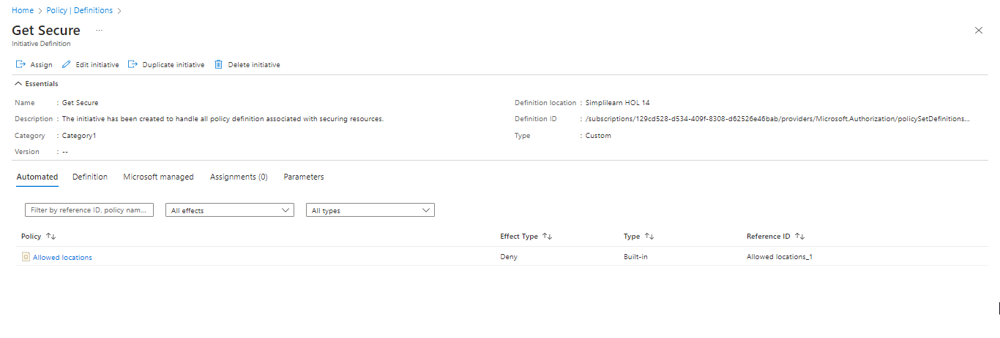 Home > Policy | Definitions >
Get Secure ...
Initiative Definition
Assign Edit initiative Duplicate initiative Delete initiative
Essentials
Name : Get Secure Definition location : Simplilearn HOL 14
Description : The initiative has been created to handle all policy definition associated with securing resources. Definition ID : /subscriptions/129cd528-d534-409f-8308-d62526e46bab/providers/Microsoft.Authorization/policySetDefinitions...
Category : Category1 Type : Custom
Version : --
Automated Definition Microsoft managed Assignments (0) Parameters
Filter by reference ID, policy nam... All effects All types
Policy Effect Type Type Reference ID
Allowed locations Deny Built-in Allowed locations_1